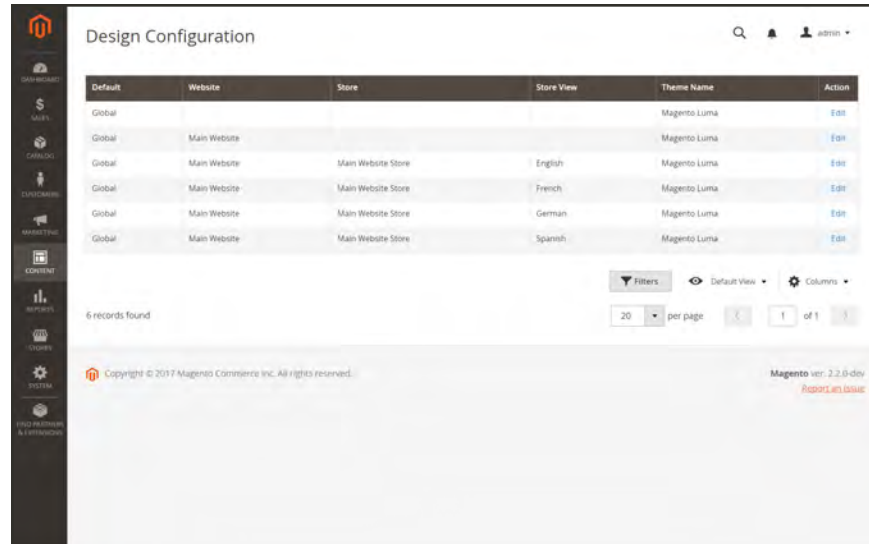 Design Configuration
admin
DASHBOARD
SALES
CATALOG
CUSTOMERS
MARKETING
CONTENT
REPORTS
STORES
SYSTEM
FIND PARTNERS
& EXTENSIONS
Default Website Store Store View Theme Name Action
Global Magento Luma Edit
Global Main Website Magento Luma Edit
Global Main Website Main Website Store English Magento Luma Edit
Global Main Website Main Website Store French Magento Luma Edit
Global Main Website Main Website Store German Magento Luma Edit
Global Main Website Main Website Store Spanish Magento Luma Edit
Filters Default View Columns
6 records found 20 per page 1 of 1
Copyright © 2017 Magento Commerce Inc. All rights reserved. Magento ver. 2.2.0-dev
Report an Issue